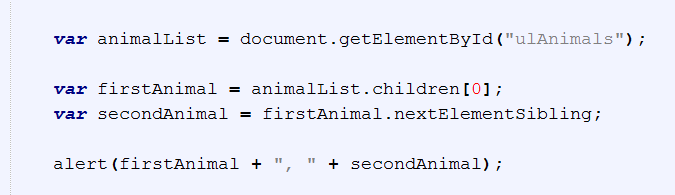 var animalList = document.getElementById("ulAnimals");
var firstAnimal = animalList.children[0];
var secondAnimal = firstAnimal.nextElementSibling;
alert(firstAnimal + ", " + secondAnimal);